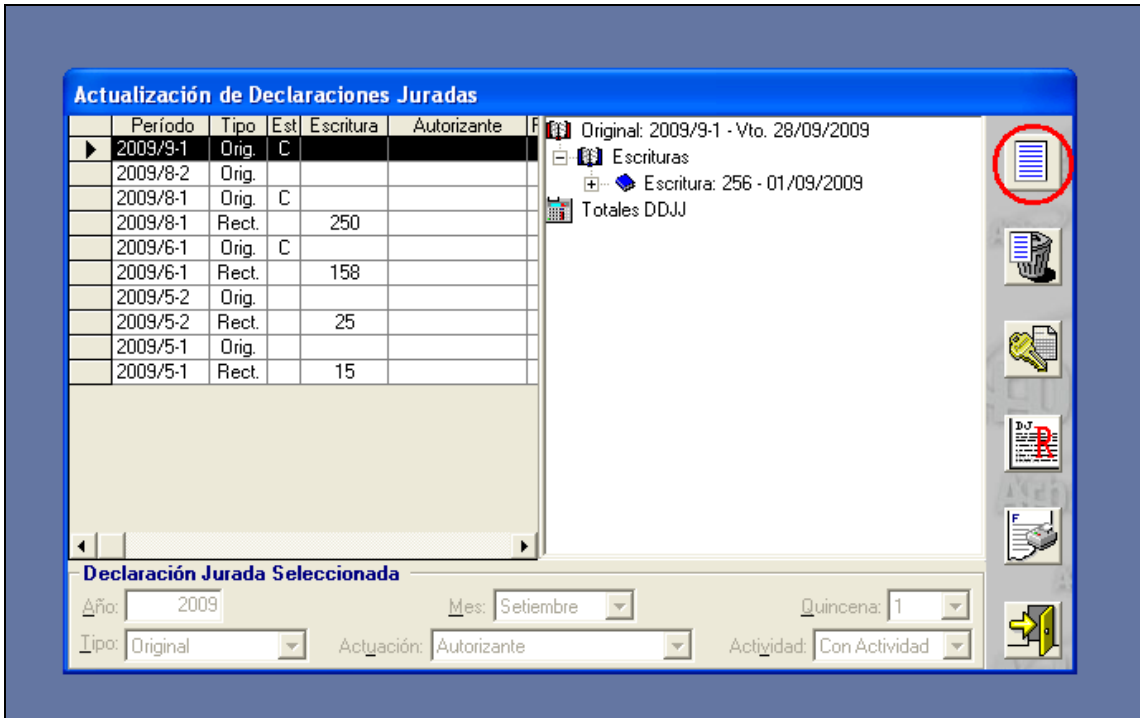 Actualización de Declaraciones Juradas
Período Tipo Est Escritura Autorizante F
2009/9-1 Orig. C
2009/8-2 Orig.
2009/8-1 Orig. C
2009/8-1 Rect. 250
2009/6-1 Orig. C
2009/6-1 Rect. 158
2009/5-2 Orig.
2009/5-2 Rect. 25
2009/5-1 Orig.
2009/5-1 Rect. 15
Original: 2009/9-1 - Vto. 28/09/2009
Escrituras
Escritura: 256 - 01/09/2009
Totales DDJJ
DJ
R
F
Declaración Jurada Seleccionada
Año: 2009 Mes: Setiembre Quincena: 1
Tipo: Original Actuación: Autorizante Actividad: Con Actividad